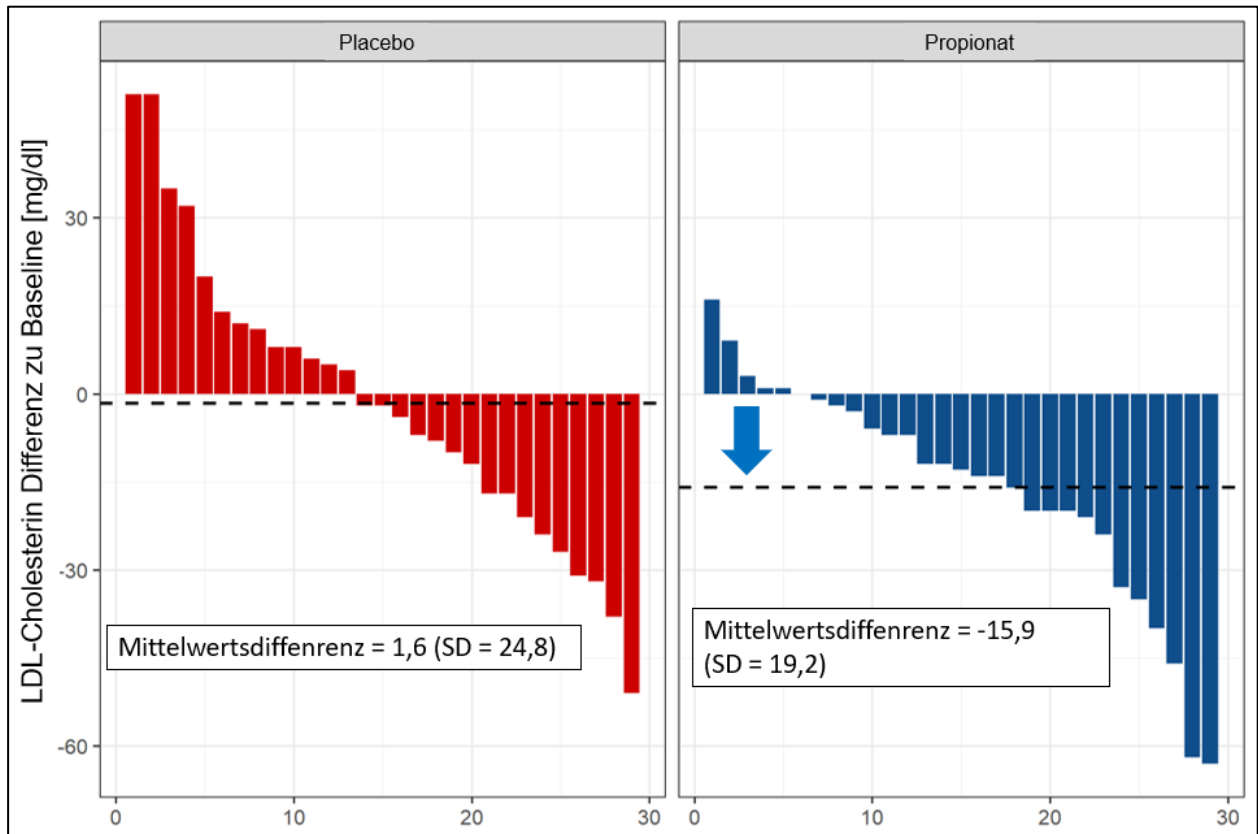 Placebo
Propionat
LDL-Cholesterin Differenz zu Baseline [mg/dl]
30
0
-30
-60
Mittelwertsdiffenrenz = 1,6 (SD = 24,8)
Mittelwertsdiffenrenz = -15,9
(SD = 19,2)
0
10
20
30
0
10
20
30